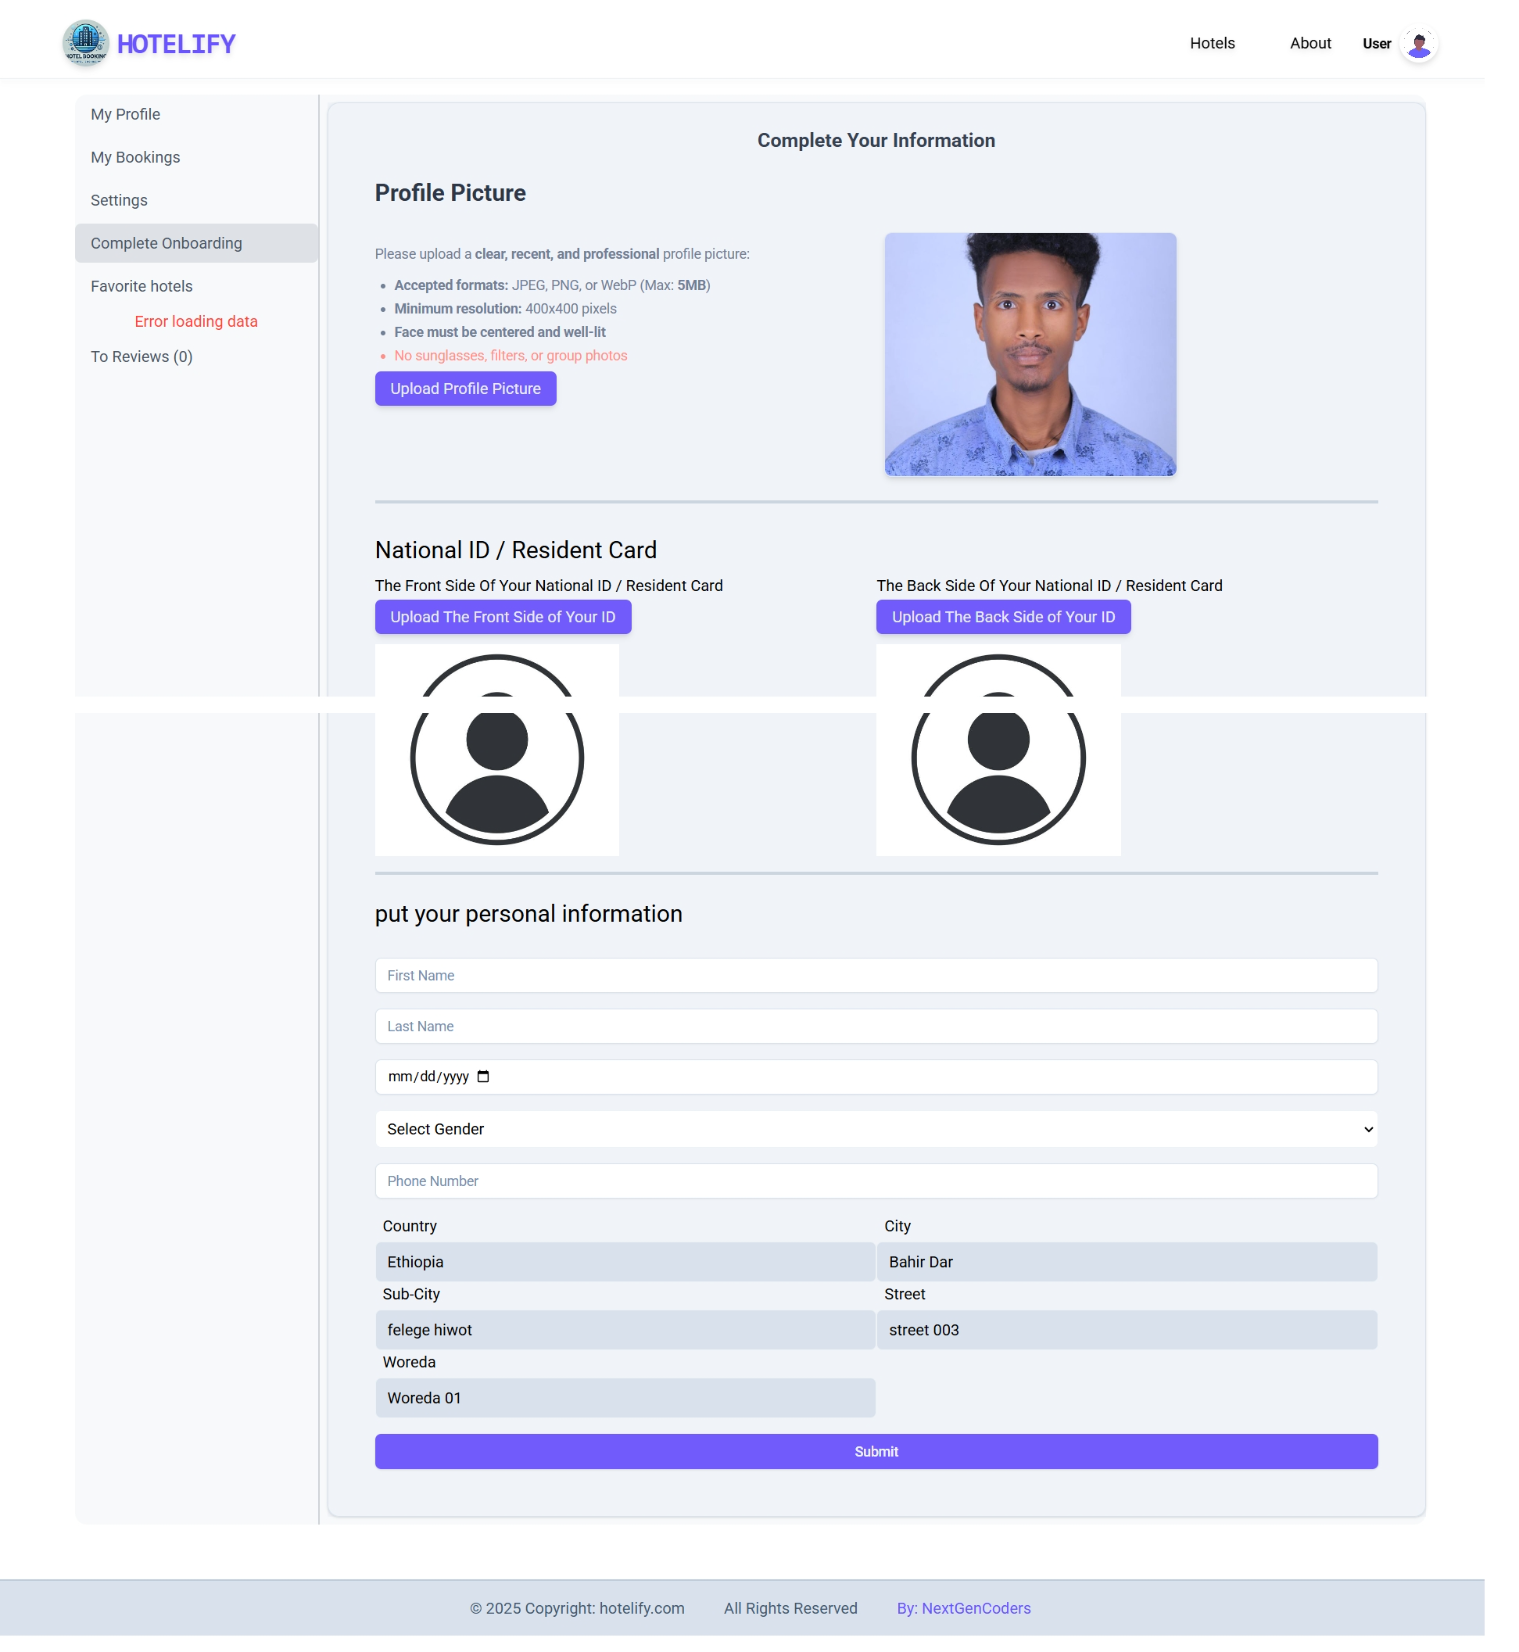 HOTEL BOOKING
HOTELIFY
Hotels
About
User
My Profile
My Bookings
Settings
Complete Onboarding
Favorite hotels
Error loading data
To Reviews (0)
Complete Your Information
Profile Picture
Please upload a clear, recent, and professional profile picture:
• Accepted formats: JPEG, PNG, or WebP (Max: 5MB)
• Minimum resolution: 400x400 pixels
• Face must be centered and well-lit
• No sunglasses, filters, or group photos
Upload Profile Picture
National ID / Resident Card
The Front Side Of Your National ID / Resident Card
Upload The Front Side of Your ID
The Back Side Of Your National ID / Resident Card
Upload The Back Side of Your ID
put your personal information
First Name
Last Name
mm/dd/yyyy
Select Gender
Phone Number
Country
City
Ethiopia
Bahir Dar
Sub-City
Street
felege hiwot
street 003
Woreda
Woreda 01
Submit
© 2025 Copyright: hotelify.com
All Rights Reserved
By: NextGenCoders